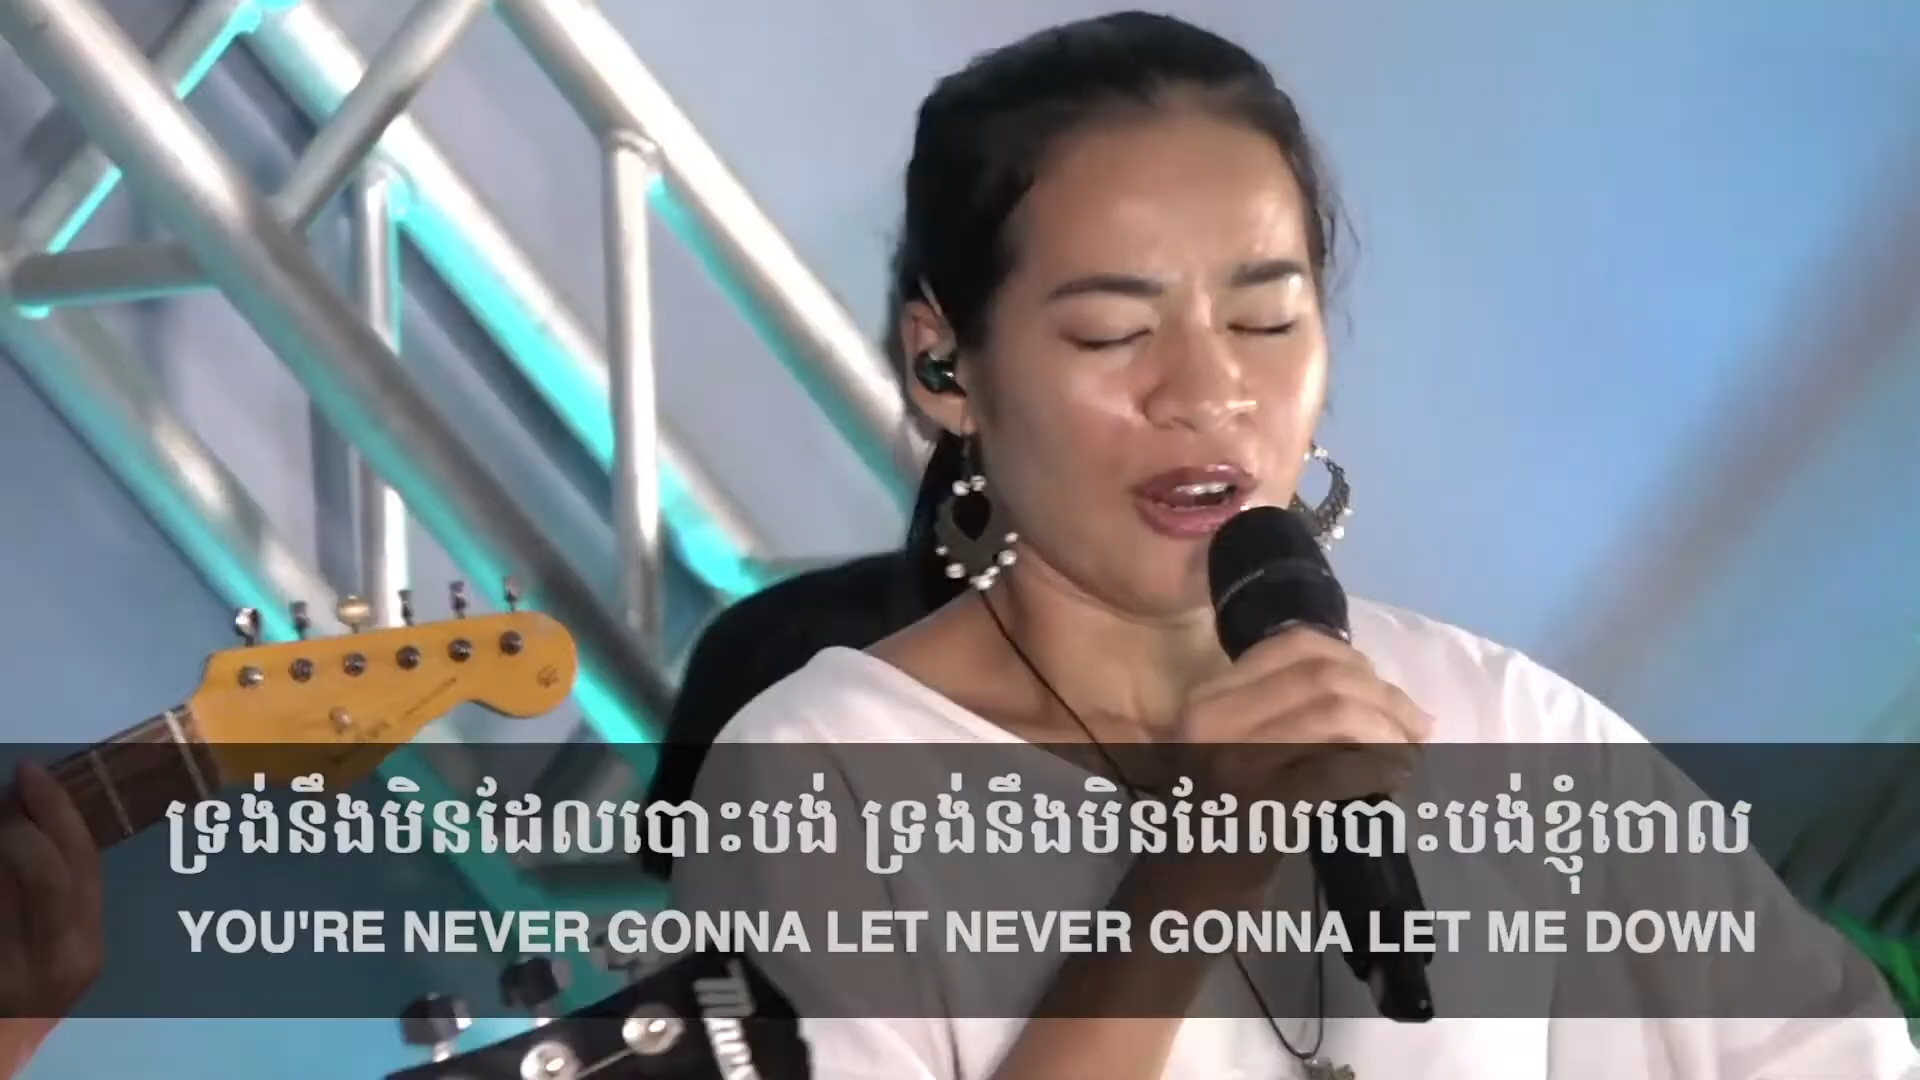 ទ្រង់នឹងមិនដែលបោះបង់ ទ្រង់នឹងមិនដែលបោះបង់ខ្ញុំចោល
YOU'RE NEVER GONNA LET NEVER GONNA LET ME DOWN